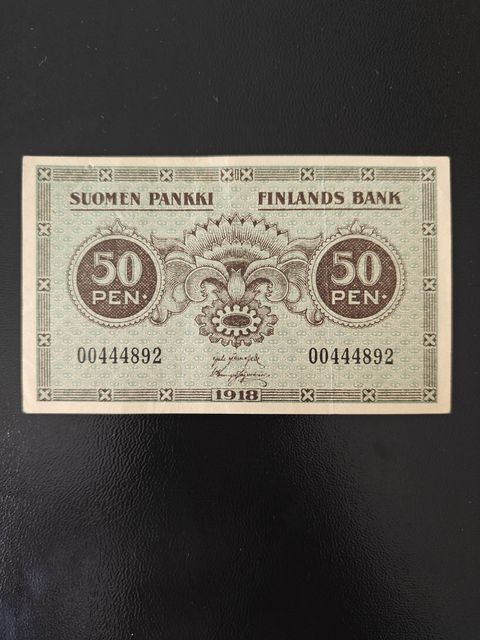 SUOMEN PANKKI FINLANDS BANK
50 50
PEN· PEN·
00444892 00444892
1918